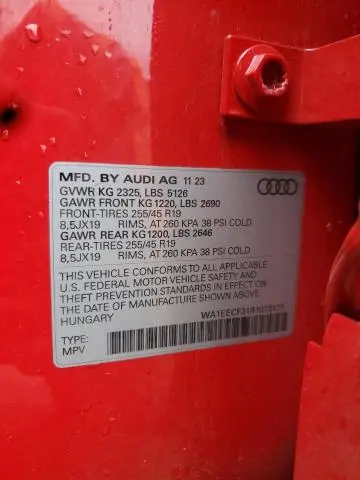 MFD. BY AUDI AG 11 23
GVWR KG 2325, LBS 5126
GAWR FRONT KG 1220, LBS 2690
FRONT-TIRES 255/45 R19
8,5JX19 RIMS, AT 260 KPA 38 PSI COLD
GAWR REAR KG1200, LBS 2646
REAR-TIRES 255/45 R19
8,5JX19 RIMS, AT 260 KPA 38 PSI COLD
THIS VEHICLE CONFORMS TO ALL APPLICABLE
U.S. FEDERAL MOTOR VEHICLE SAFETY AND
THEFT PREVENTION STANDARDS IN EFFECT ON
THE DATE OF MANUFACTURE SHOWN ABOVE
HUNGARY
TYPE:
MPV